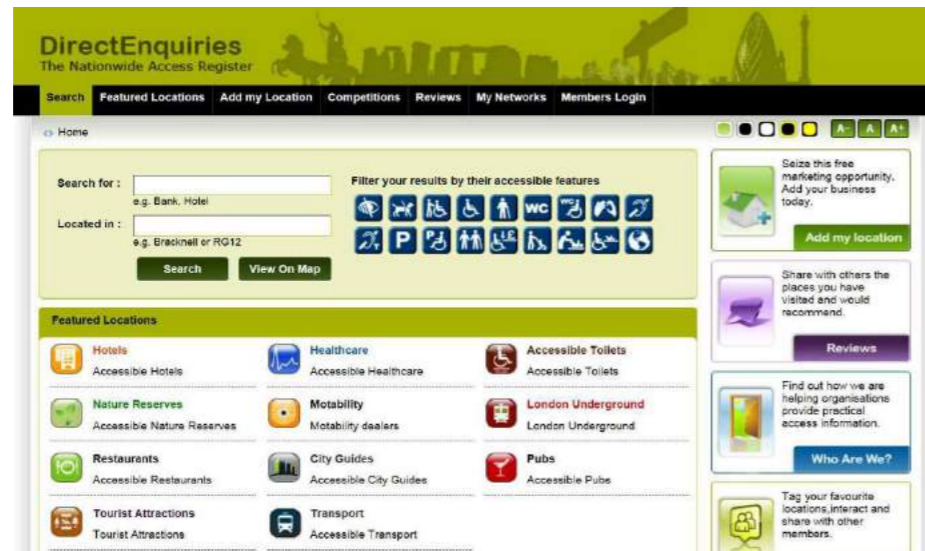 DirectEnquiries
The Nationwide Access Register
Search Featured Locations Add my Location Competitions Reviews My Networks Members Login
Home
A- A A+
Search for :
e.g. Bank, Hotel
Located in :
e.g. Bracknell or RG12
Search View On Map
Filter your results by their accessible features
WC
P
Featured Locations
Hotels
Accessible Hotels
Healthcare
Accessible Healthcare
Accessible Toilets
Accessible Toilets
Nature Reserves
Accessible Nature Reserves
Motability
Motability dealers
London Underground
London Underground
Restaurants
Accessible Restaurants
City Guides
Accessible City Guides
Pubs
Accessible Pubs
Tourist Attractions
Tourist Attractions
Transport
Accessible Transport
Seize this free
marketing opportunity.
Add your business
today.
Add my location
Share with others the
places you have
visited and would
recommend.
Reviews
Find out how we are
helping organisations
provide practical
access information.
Who Are We?
Tag your favourite
locations,interact and
share with other
members.